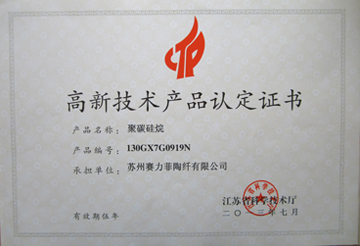 高新技术产品认定证书
产品名称： 聚碳硅烷
产品编号： 130GX7G0919N
承担单位： 苏州赛力菲陶纤有限公司
江苏省科学技术厅
有效期伍年
二〇一三年七月